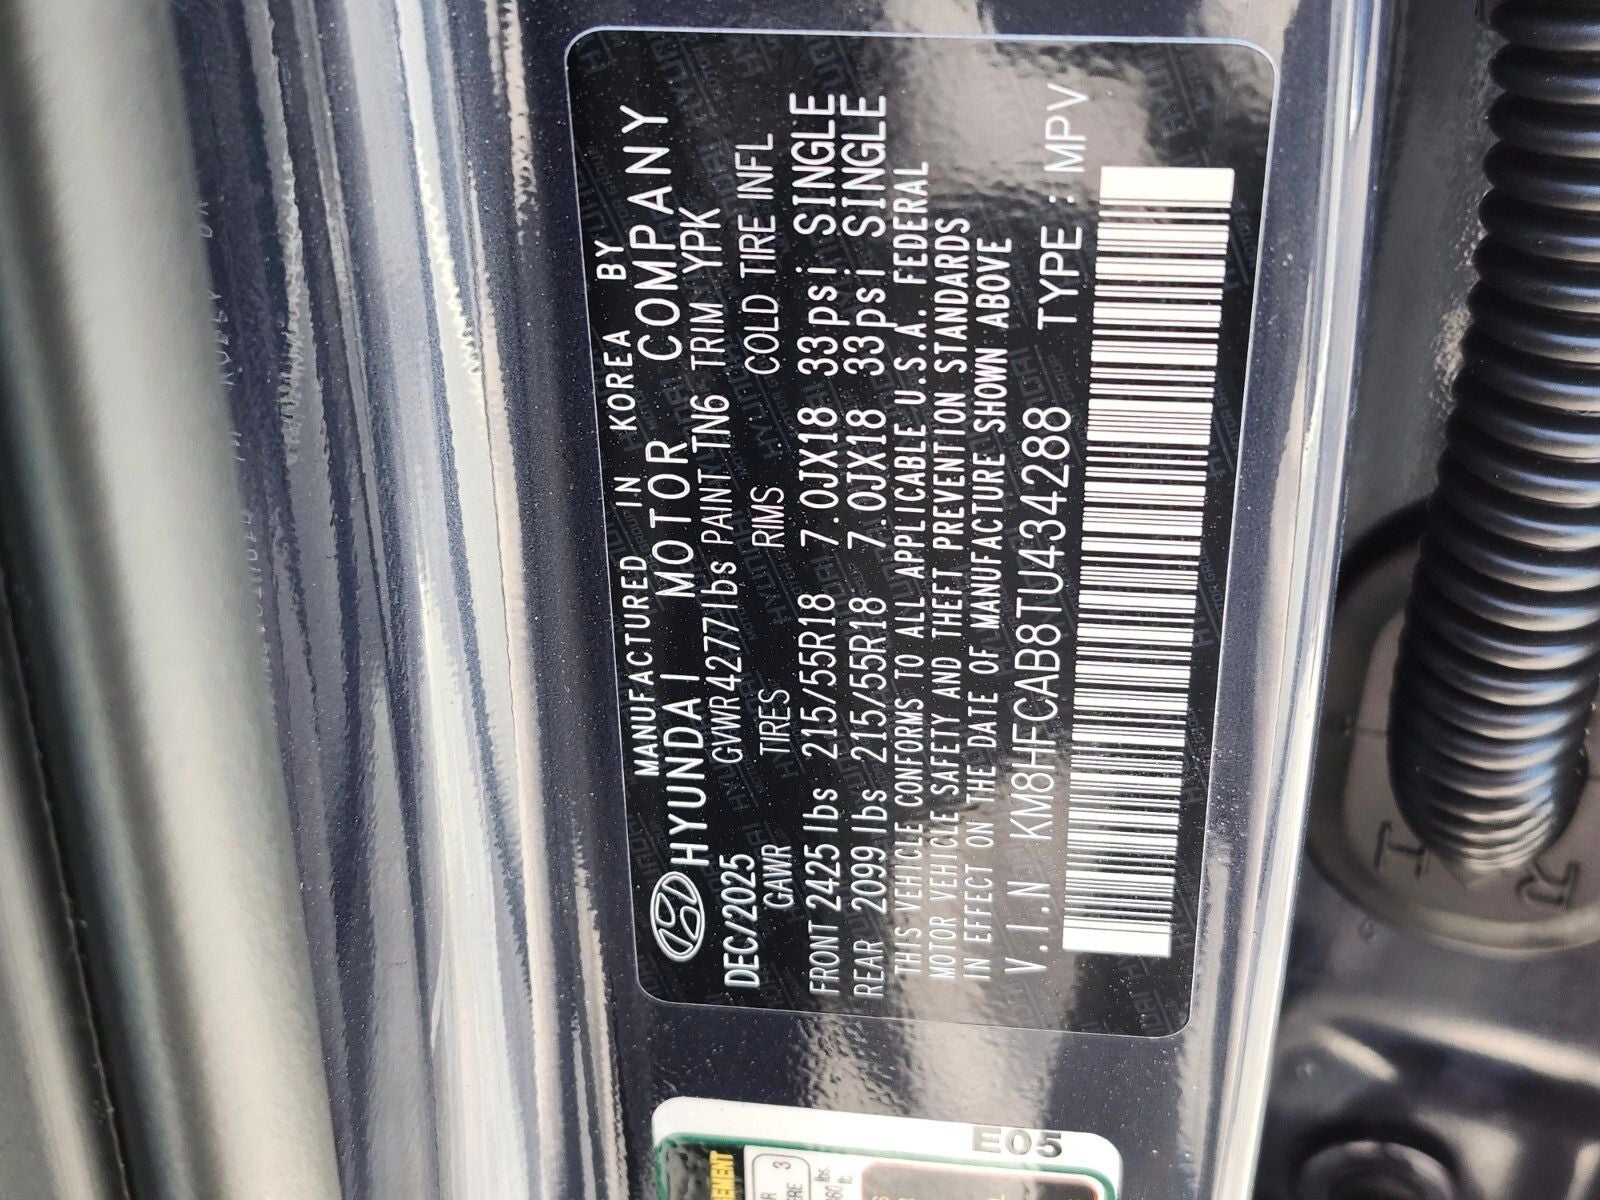 MANUFACTURED IN KOREA BY
HYUNDAI MOTOR COMPANY
DEC/2025 GVWR 4277 lbs PAINT TN6 TRIM YPK
GAWR TIRES RIMS COLD TIRE INFL
FRONT 2425 lbs 215/55R18 7.0JX18 33psi SINGLE
REAR 2099 lbs 215/55R18 7.0JX18 33psi SINGLE
THIS VEHICLE CONFORMS TO ALL APPLICABLE U.S.A. FEDERAL
MOTOR VEHICLE SAFETY AND THEFT PREVENTION STANDARDS
IN EFFECT ON THE DATE OF MANUFACTURE SHOWN ABOVE
V.I.N KM8HFCAB8TU434288 TYPE : MPV
E05